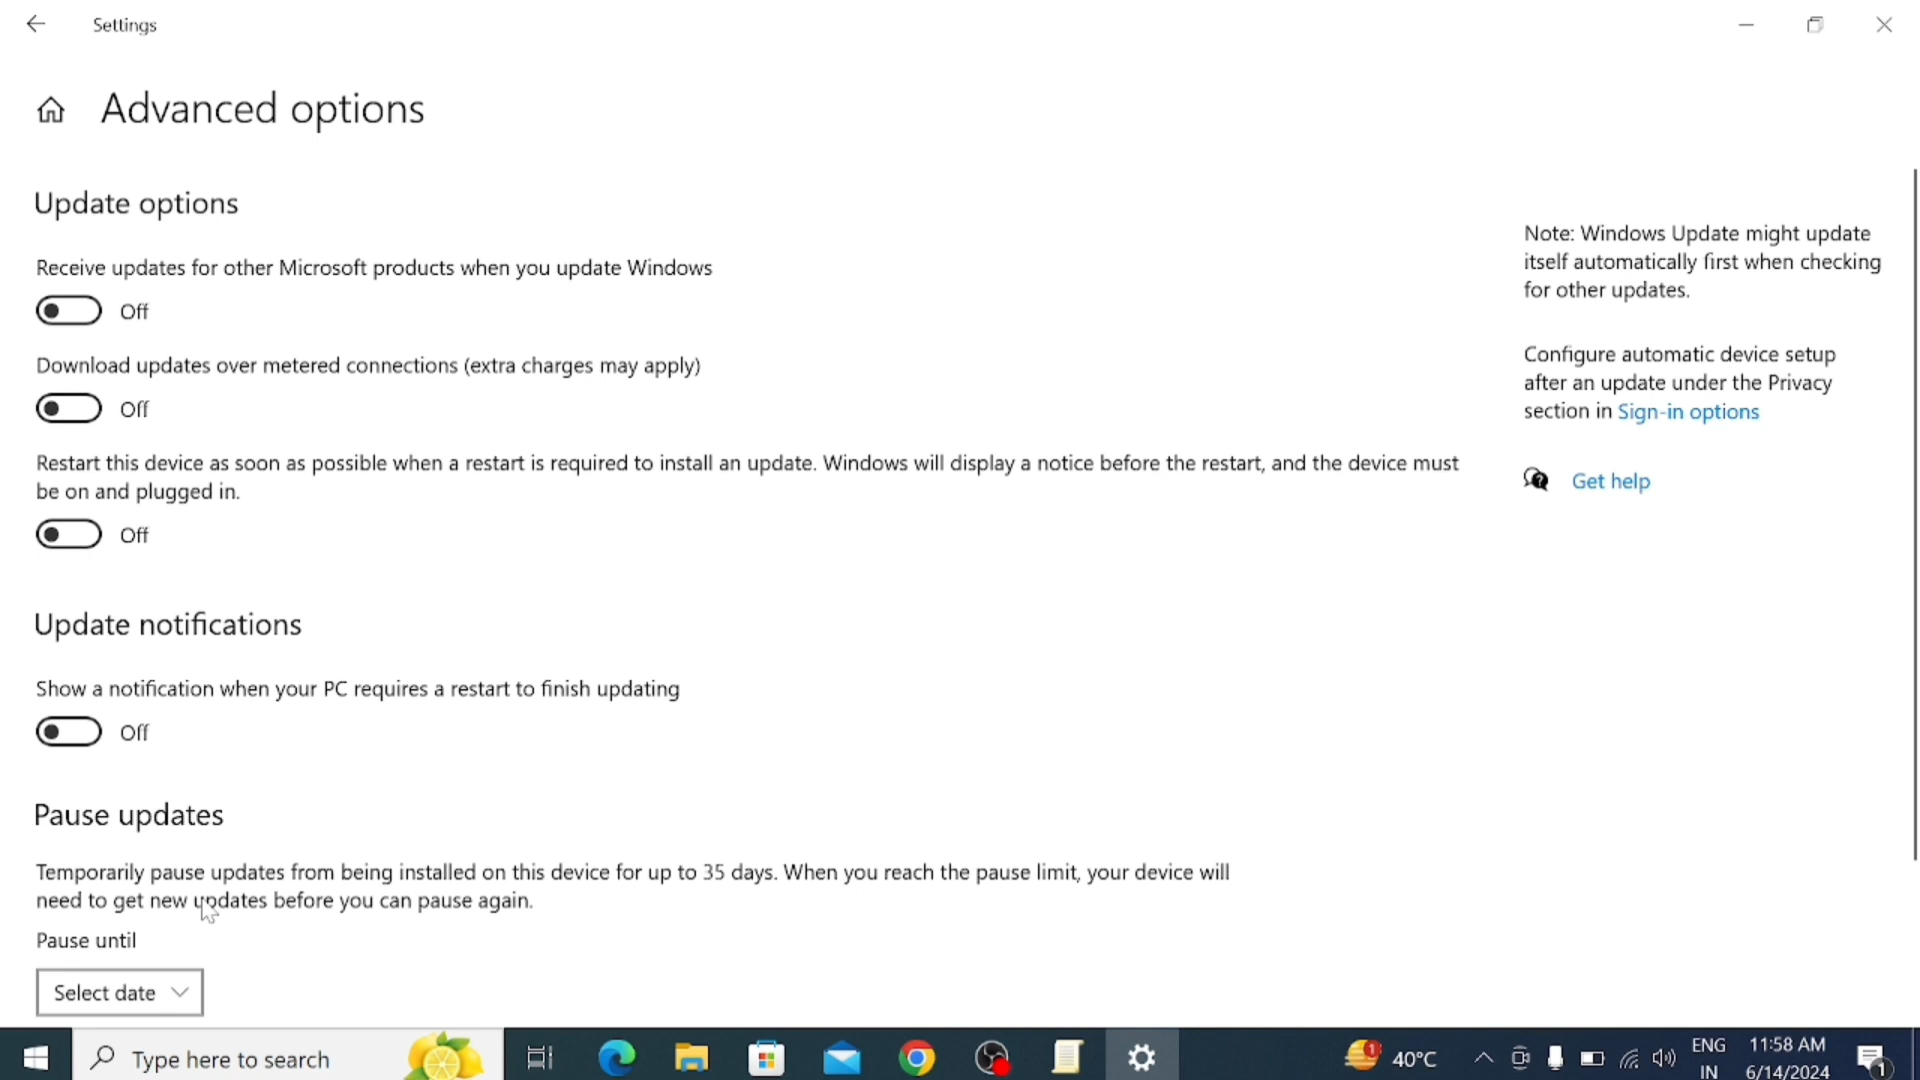 Settings
Advanced options
Update options
Receive updates for other Microsoft products when you update Windows
Off
Download updates over metered connections (extra charges may apply)
Off
Restart this device as soon as possible when a restart is required to install an update. Windows will display a notice before the restart, and the device must
be on and plugged in.
Off
Update notifications
Show a notification when your PC requires a restart to finish updating
Off
Pause updates
Temporarily pause updates from being installed on this device for up to 35 days. When you reach the pause limit, your device will
need to get new updates before you can pause again.
Pause until
Select date
Note: Windows Update might update
itself automatically first when checking
for other updates.
Configure automatic device setup
after an update under the Privacy
section in Sign-in options
Get help
Type here to search
1
40°C
ENG
IN
11:58 AM
6/14/2024
1